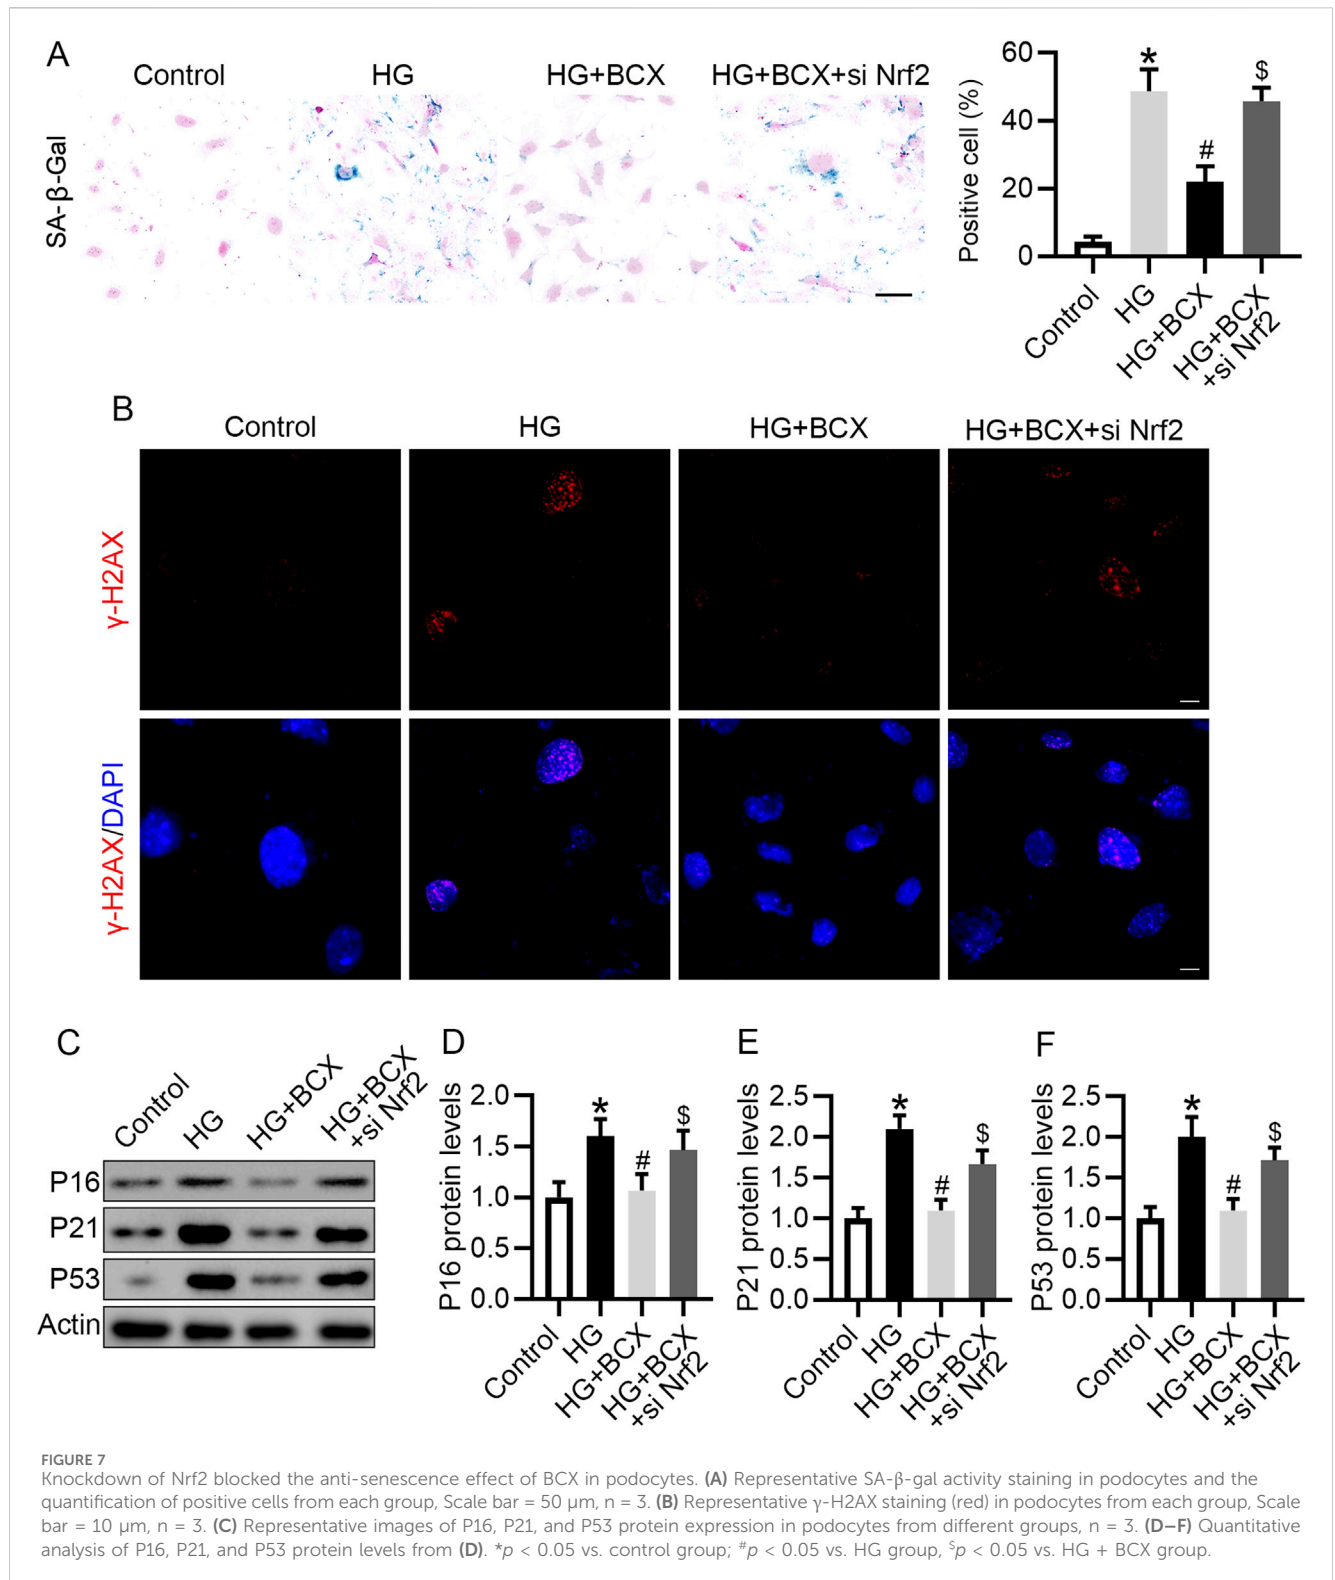 A
Control
HG
HG+BCX
HG+BCX+si Nrf2
SA-β-Gal
Positive cell (%)
60
40
20
0
*
#
$
Control
HG
HG+BCX
HG+BCX
+si Nrf2
B
Control
HG
HG+BCX
HG+BCX+si Nrf2
γ-H2AX
γ-H2AX/DAPI
C
Control
HG
HG+BCX
HG+BCX
+si Nrf2
P16
P21
P53
Actin
D
P16 protein levels
2.0
1.5
1.0
0.5
0.0
*
#
$
Control
HG
HG+BCX
HG+BCX
+si Nrf2
E
P21 protein levels
2.5
2.0
1.5
1.0
0.5
0.0
*
#
$
Control
HG
HG+BCX
HG+BCX
+si Nrf2
F
P53 protein levels
2.5
2.0
1.5
1.0
0.5
0.0
*
#
$
Control
HG
HG+BCX
HG+BCX
+si Nrf2
FIGURE 7
Knockdown of Nrf2 blocked the anti-senescence effect of BCX in podocytes. (A) Representative SA-β-gal activity staining in podocytes and the
quantification of positive cells from each group, Scale bar = 50 μm, n = 3. (B) Representative γ-H2AX staining (red) in podocytes from each group, Scale
bar = 10 μm, n = 3. (C) Representative images of P16, P21, and P53 protein expression in podocytes from different groups, n = 3. (D–F) Quantitative
analysis of P16, P21, and P53 protein levels from (D). *p < 0.05 vs. control group; #p < 0.05 vs. HG group, $p < 0.05 vs. HG + BCX group.